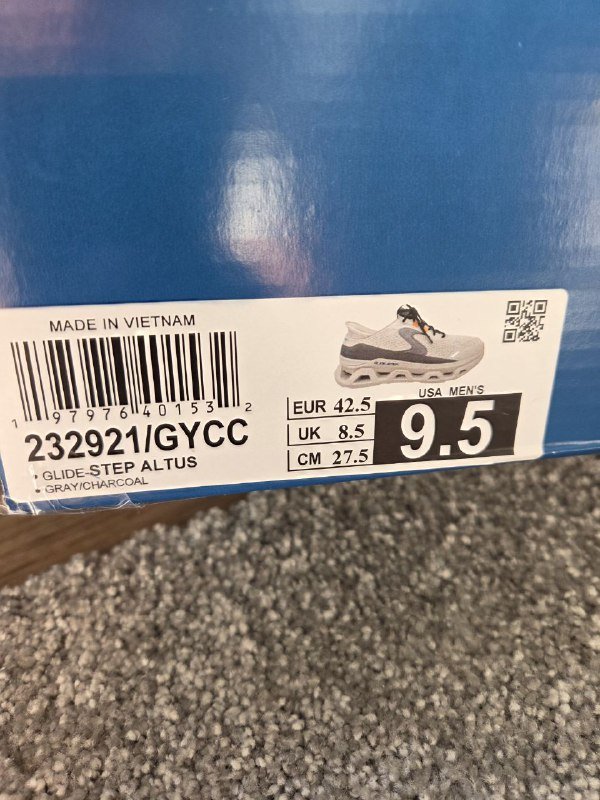 MADE IN VIETNAM
1 97976 40153 2
232921/GYCC
GLIDE-STEP ALTUS
GRAY/CHARCOAL
EUR 42.5
UK 8.5
CM 27.5
USA MEN'S
9.5